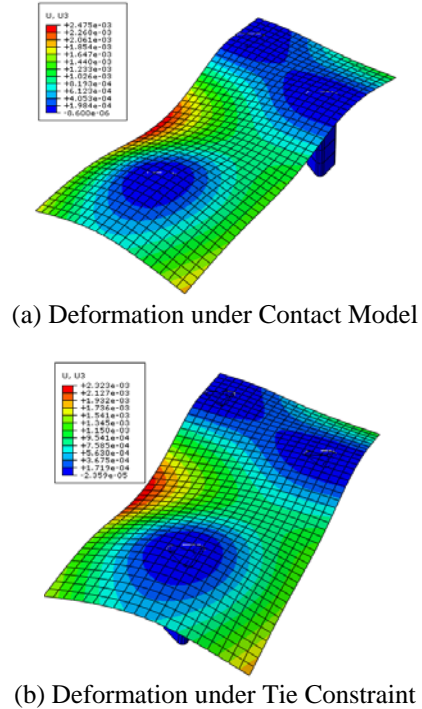 U, U3
+2.475e-03
+2.268e-03
+2.061e-03
+1.854e-03
+1.647e-03
+1.440e-03
+1.233e-03
+1.026e-03
+8.193e-04
+6.123e-04
+4.053e-04
+1.984e-04
-8.600e-06
(a) Deformation under Contact Model
U, U3
+2.323e-03
+2.127e-03
+1.932e-03
+1.736e-03
+1.541e-03
+1.345e-03
+1.150e-03
+9.541e-04
+7.585e-04
+5.630e-04
+3.675e-04
+1.719e-04
-2.359e-05
(b) Deformation under Tie Constraint